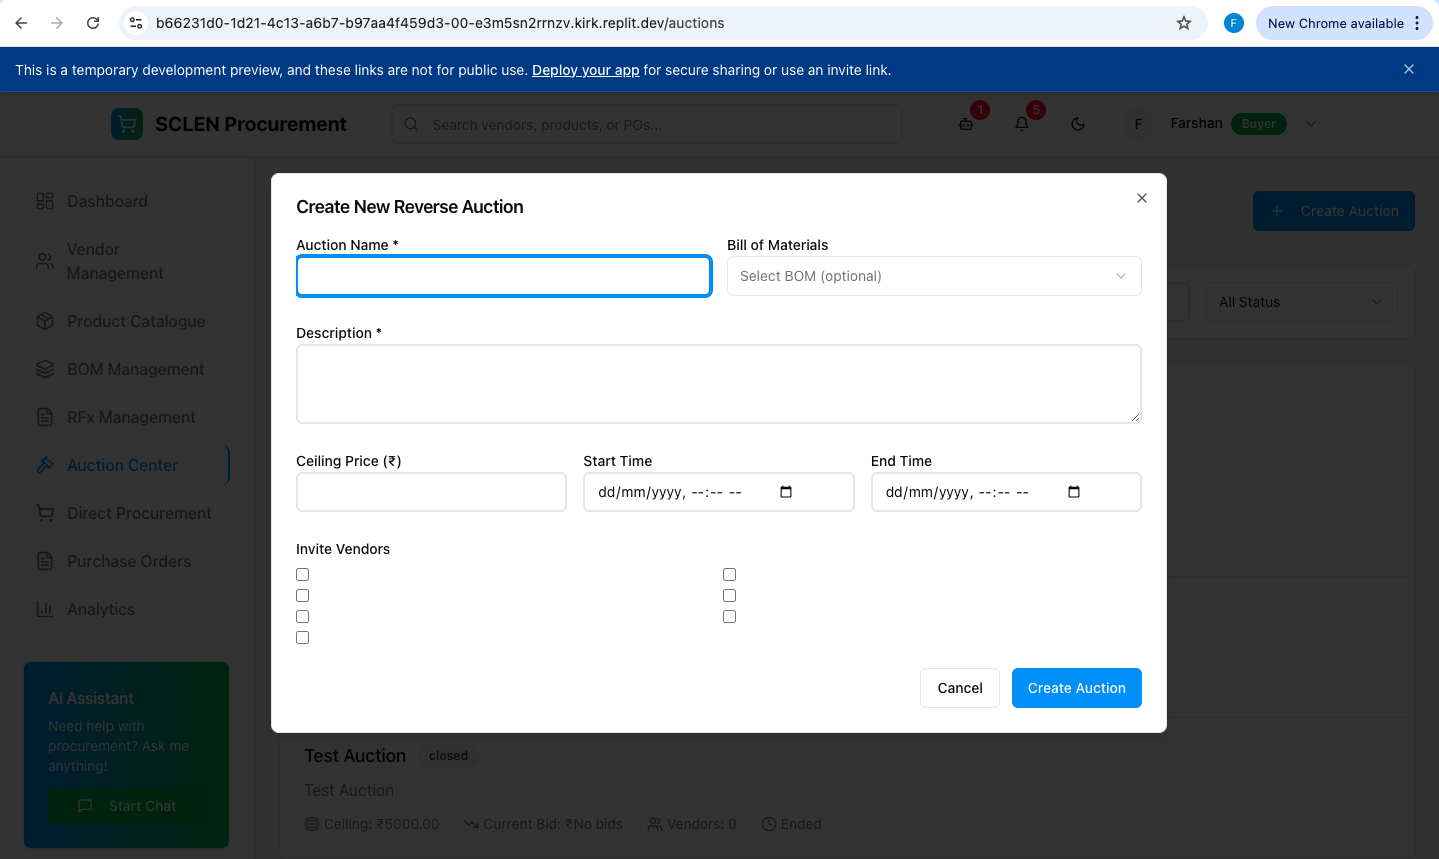 b66231d0-1d21-4c13-a6b7-b97aa4f459d3-00-e3m5sn2rrnzv.kirk.replit.dev/auctions
F
New Chrome available
This is a temporary development preview, and these links are not for public use. Deploy your app for secure sharing or use an invite link.
SCLEN Procurement
Search vendors, products, or POs...
1
5
F
Farshan
Buyer
Dashboard
Vendor
Management
Product Catalogue
BOM Management
RFx Management
Auction Center
Direct Procurement
Purchase Orders
Analytics
AI Assistant
Need help with
procurement? Ask me
anything!
Start Chat
Create Auction
All Status
Create New Reverse Auction
Auction Name *
Bill of Materials
Select BOM (optional)
Description *
Ceiling Price (₹)
Start Time
End Time
dd/mm/yyyy, --:-- --
dd/mm/yyyy, --:-- --
Invite Vendors
Cancel
Create Auction
Test Auction
closed
Test Auction
Ceiling: ₹5000.00
Current Bid: ₹No bids
Vendors: 0
Ended